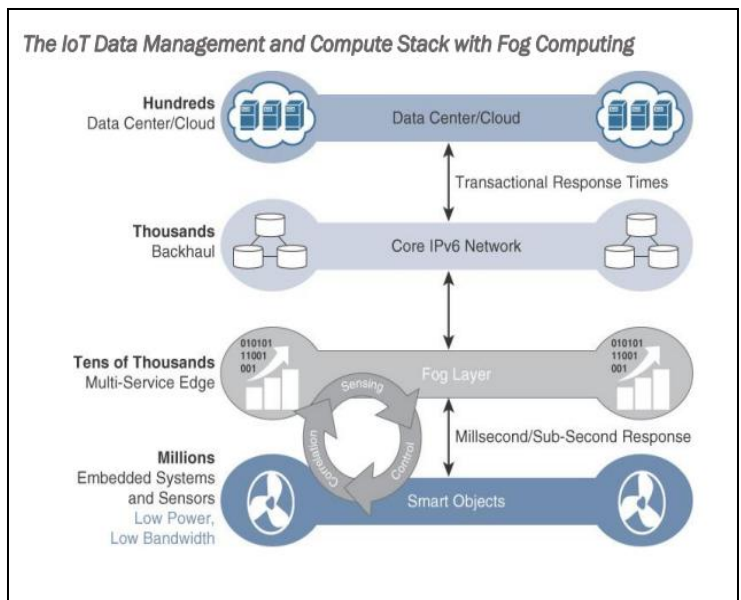 The IoT Data Management and Compute Stack with Fog Computing
Hundreds
Data Center/Cloud
Data Center/Cloud
Transactional Response Times
Thousands
Backhaul
Core IPv6 Network
Tens of Thousands
Multi-Service Edge
010101
11001
001
Fog Layer
010101
11001
001
Sensing
Control
Correlation
Millsecond/Sub-Second Response
Millions
Embedded Systems
and Sensors
Low Power,
Low Bandwidth
Smart Objects